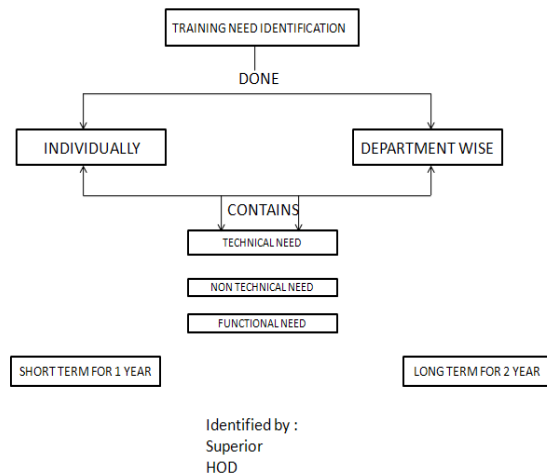 TRAINING NEED IDENTIFICATION
DONE
INDIVIDUALLY
DEPARTMENT WISE
CONTAINS
TECHNICAL NEED
NON TECHNICAL NEED
FUNCTIONAL NEED
SHORT TERM FOR 1 YEAR
LONG TERM FOR 2 YEAR
Identified by :
Superior
HOD